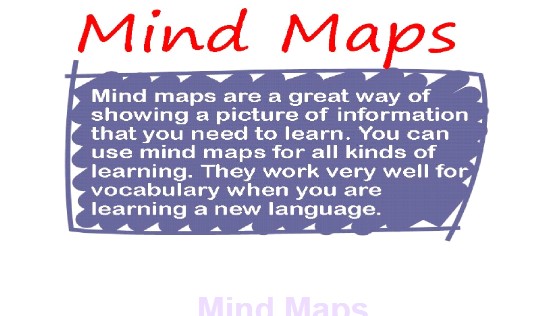 Mind Maps
Mind maps are a great way of
showing a picture of information
that you need to learn. You can
use mind maps for all kinds of
learning. They work very well for
vocabulary when you are
learning a new language.
Mind Maps